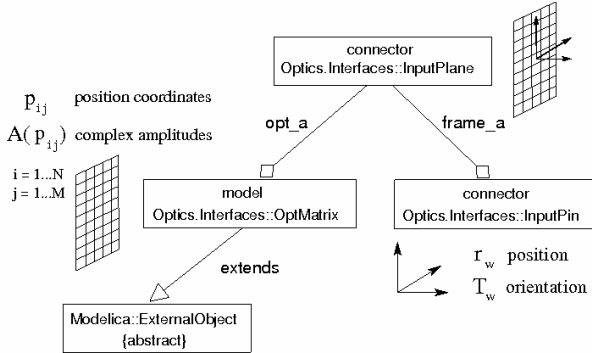 connector
Optics.Interfaces::InputPlane
p_ij position coordinates
A(p_ij) complex amplitudes
opt_a
frame_a
i = 1...N
j = 1...M
model
Optics.Interfaces::OptMatrix
connector
Optics.Interfaces::InputPin
extends
r_w position
T_w orientation
Modelica::ExternalObject
{abstract}